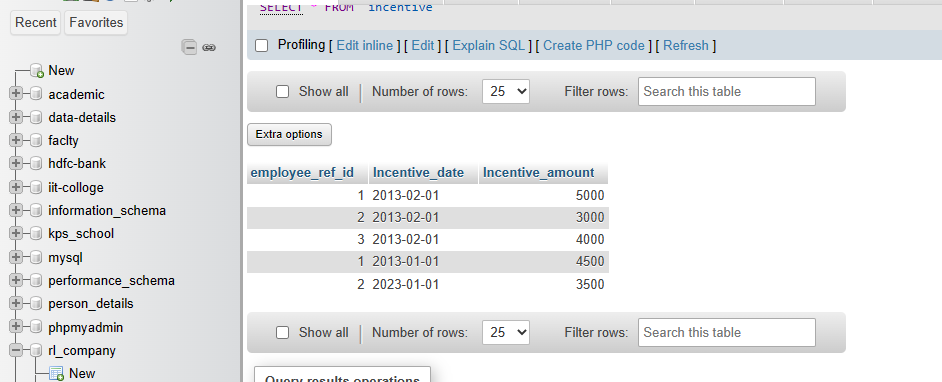 Recent Favorites
New
academic
data-details
faclty
hdfc-bank
iit-colloge
information_schema
kps_school
mysql
performance_schema
person_details
phpmyadmin
rl_company
New
SELECT * FROM `incentive`
Profiling [ Edit inline ] [ Edit ] [ Explain SQL ] [ Create PHP code ] [ Refresh ]
Show all | Number of rows: 25 Filter rows: Search this table
Extra options
employee_ref_id Incentive_date Incentive_amount
1 2013-02-01 5000
2 2013-02-01 3000
3 2013-02-01 4000
1 2013-01-01 4500
2 2023-01-01 3500
Show all | Number of rows: 25 Filter rows: Search this table
Query results operations